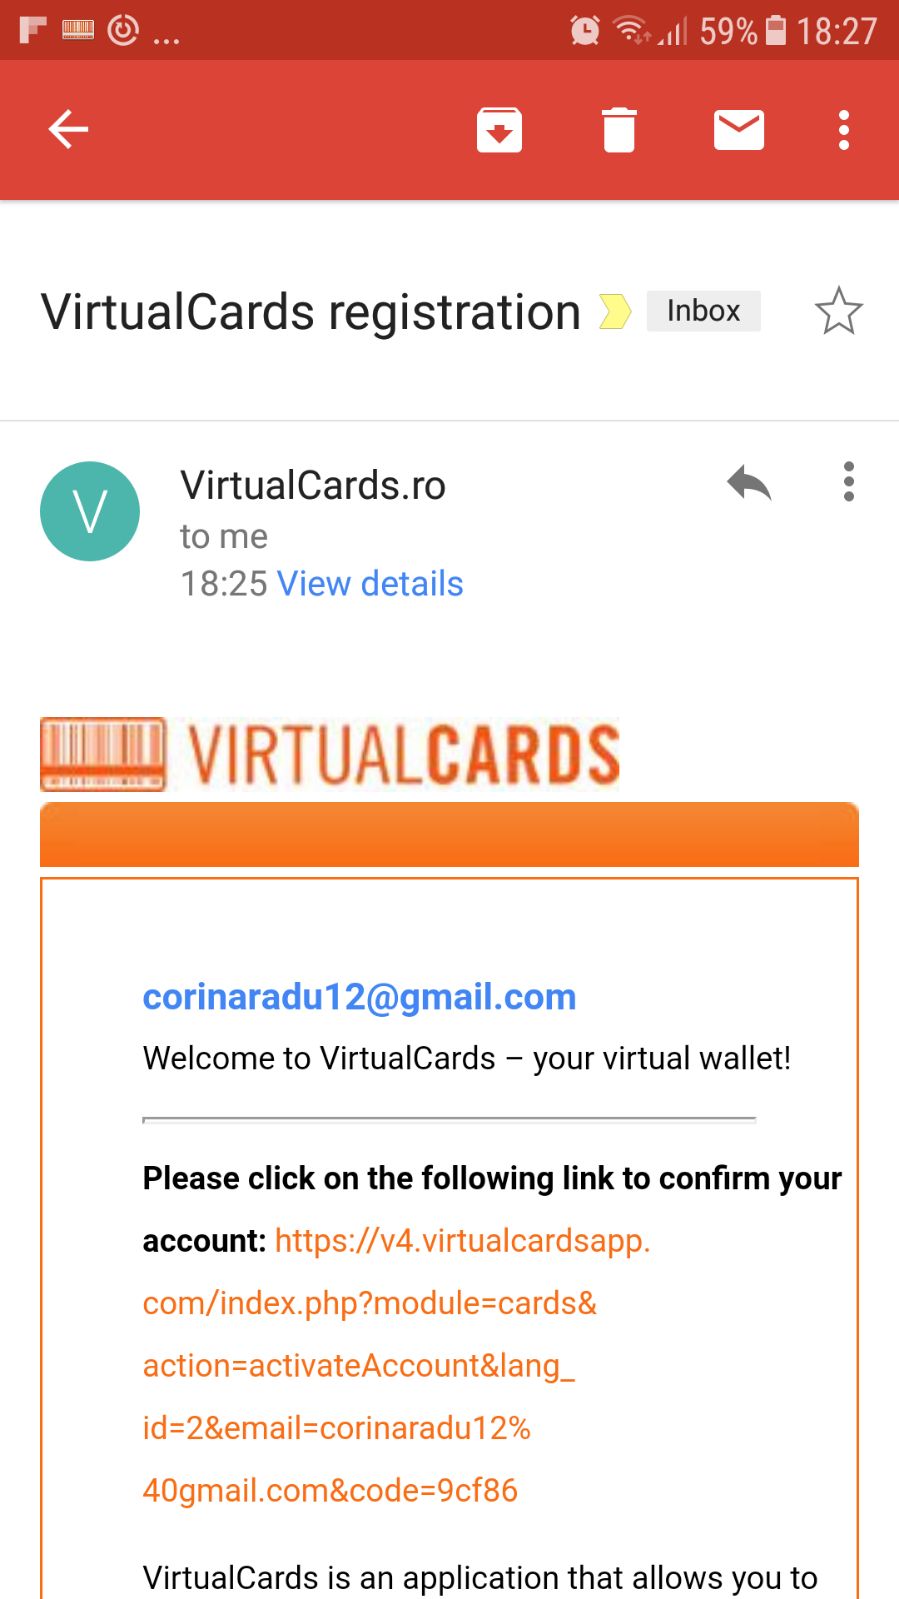 ... 59% 18:27
VirtualCards registration Inbox
V
VirtualCards.ro
to me
18:25 View details
VIRTUALCARDS
corinaradu12@gmail.com
Welcome to VirtualCards – your virtual wallet!
Please click on the following link to confirm your
account: https://v4.virtualcardsapp.
com/index.php?module=cards&
action=activateAccount&lang_
id=2&email=corinaradu12%
40gmail.com&code=9cf86
VirtualCards is an application that allows you to